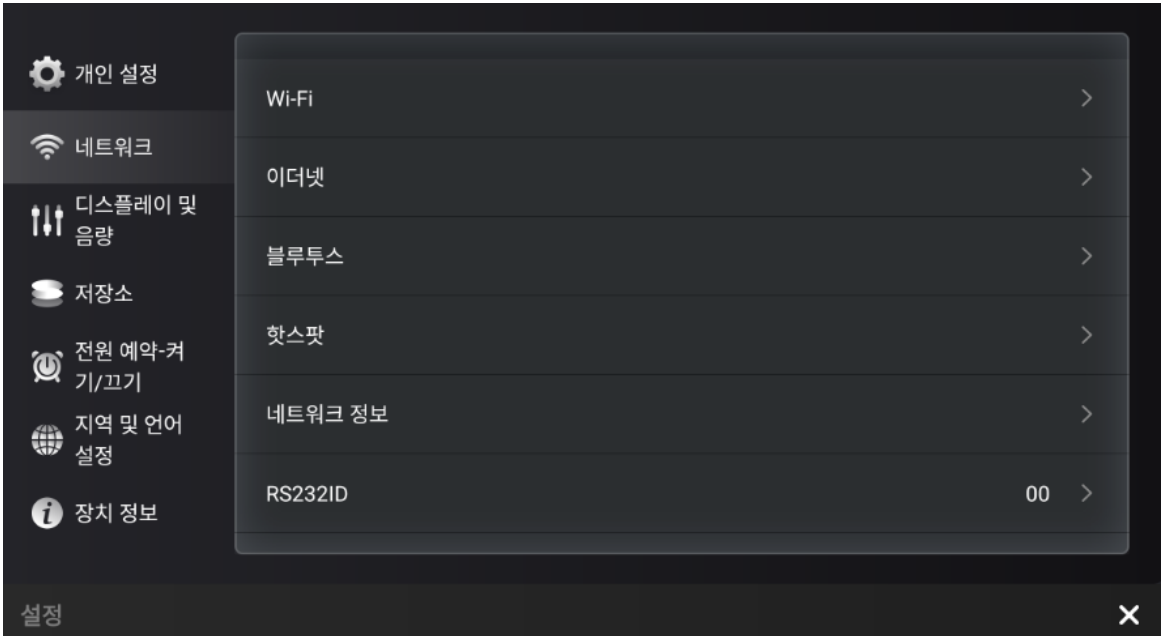 개인 설정
네트워크
디스플레이 및
음량
저장소
전원 예약-켜
기/끄기
지역 및 언어
설정
장치 정보
Wi-Fi
이더넷
블루투스
핫스팟
네트워크 정보
RS232ID 00
설정